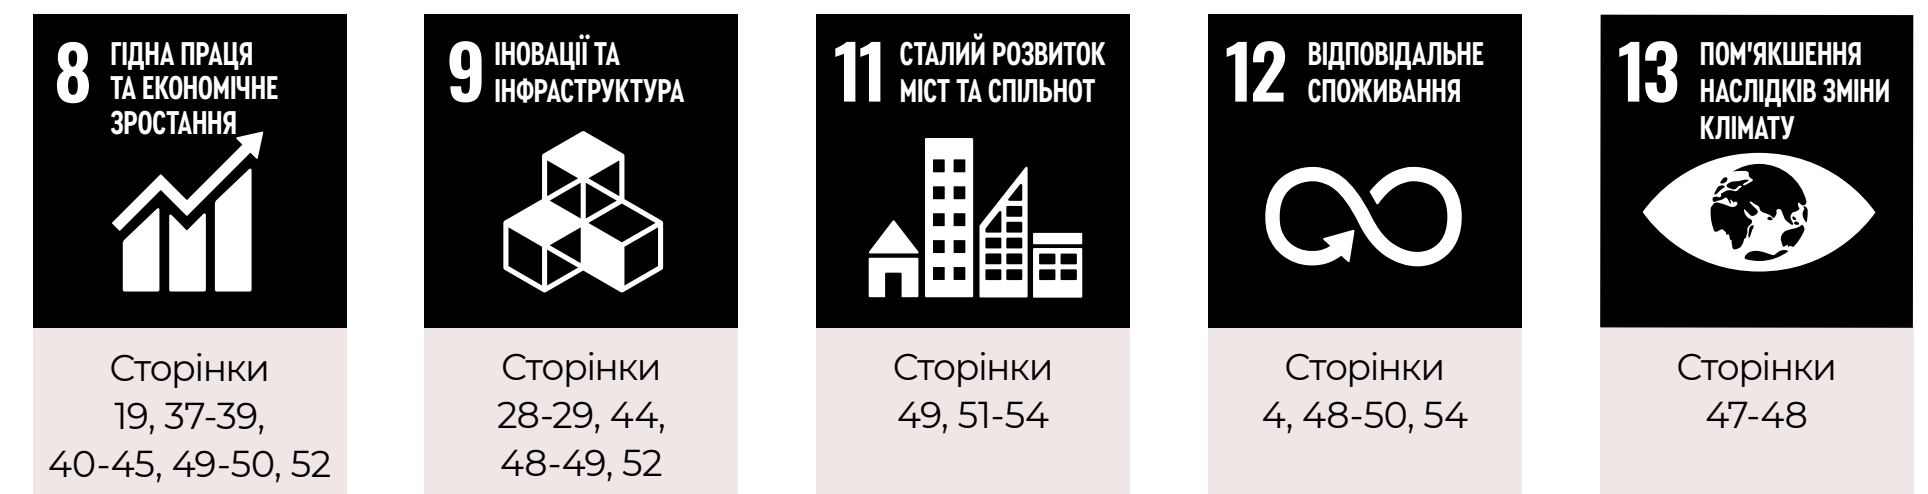 8
ГІДНА ПРАЦЯ
ТА ЕКОНОМІЧНЕ
ЗРОСТАННЯ
Сторінки
19, 37-39,
40-45, 49-50, 52
9
ІНОВАЦІЇ ТА
ІНФРАСТРУКТУРА
Сторінки
28-29, 44,
48-49, 52
11
СТАЛИЙ РОЗВИТОК
МІСТ ТА СПІЛЬНОТ
Сторінки
49, 51-54
12
ВІДПОВІДАЛЬНЕ
СПОЖИВАННЯ
Сторінки
4, 48-50, 54
13
ПОМ'ЯКШЕННЯ
НАСЛІДКІВ ЗМІНИ
КЛІМАТУ
Сторінки
47-48